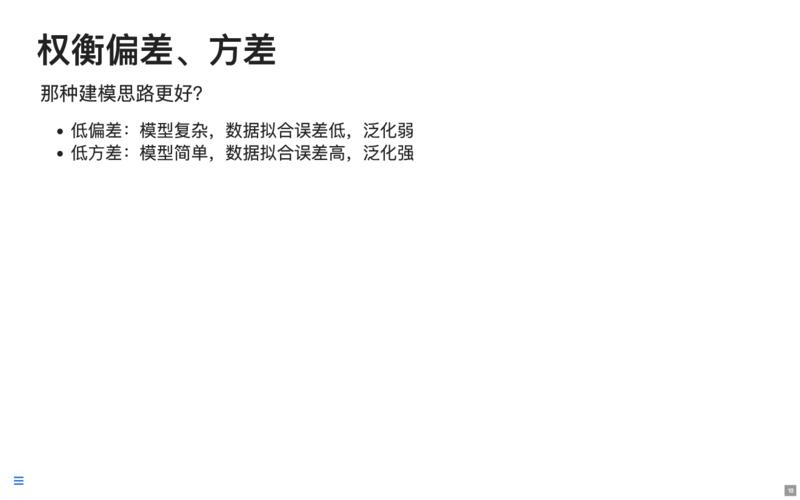 权衡偏差、方差
那种建模思路更好？
• 低偏差：模型复杂，数据拟合误差低，泛化弱
• 低方差：模型简单，数据拟合误差高，泛化强